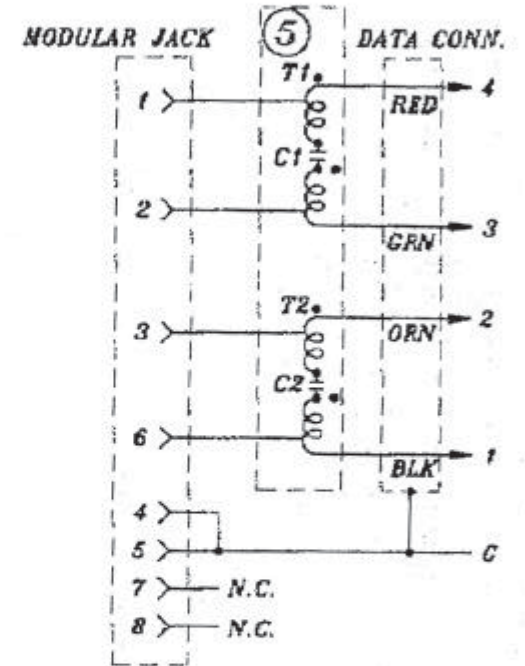 MODULAR JACK
5
DATA CONN.
T1
1
4
RED
C1
2
3
GRN
T2
3
2
ORN
C2
6
1
BLK
4
5
C
7
N.C.
8
N.C.